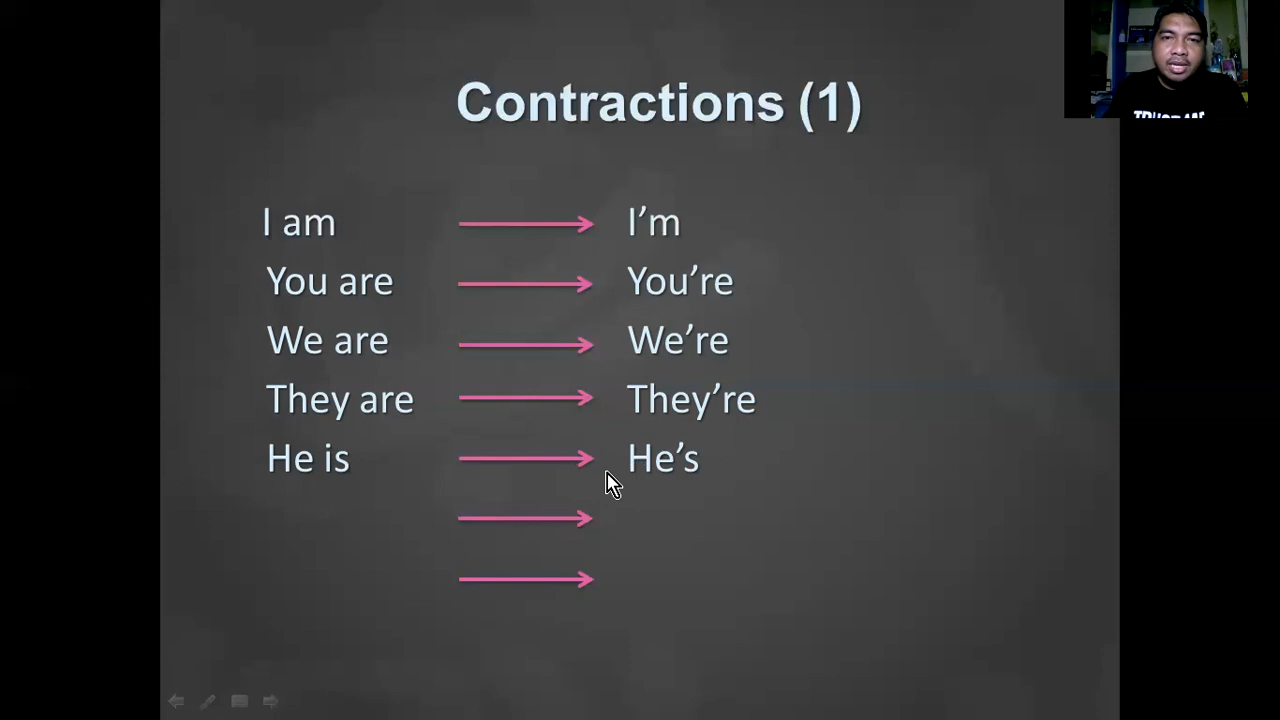 Contractions (1)
I am I’m
You are You’re
We are We’re
They are They’re
He is He’s